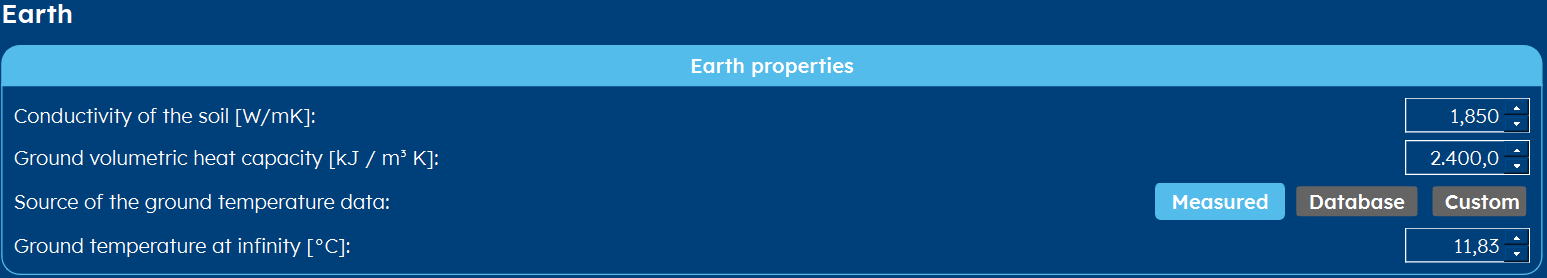 Earth
Earth properties
Conductivity of the soil [W/mK]: 1,850
Ground volumetric heat capacity [kJ / m³ K]: 2.400,0
Source of the ground temperature data: Measured Database Custom
Ground temperature at infinity [°C]: 11,83